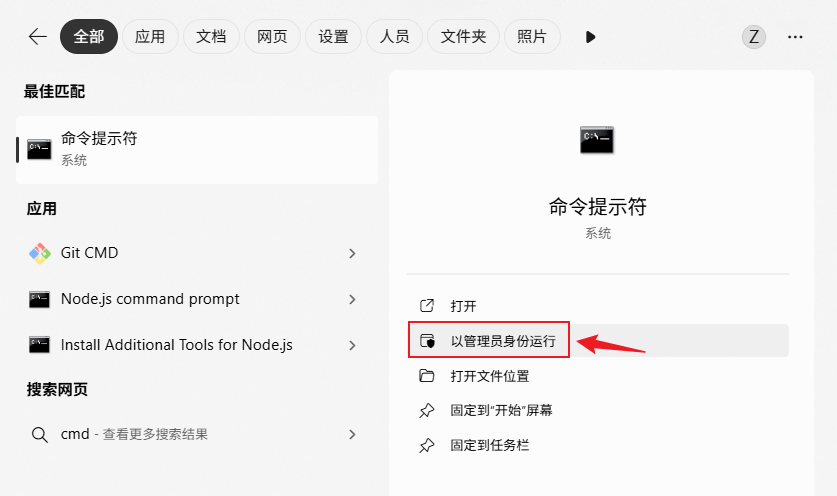 全部 应用 文档 网页 设置 人员 文件夹 照片 Z
最佳匹配
命令提示符
系统
应用
Git CMD
Node.js command prompt
Install Additional Tools for Node.js
搜索网页
cmd - 查看更多搜索结果
命令提示符
系统
打开
以管理员身份运行
打开文件位置
固定到"开始"屏幕
固定到任务栏